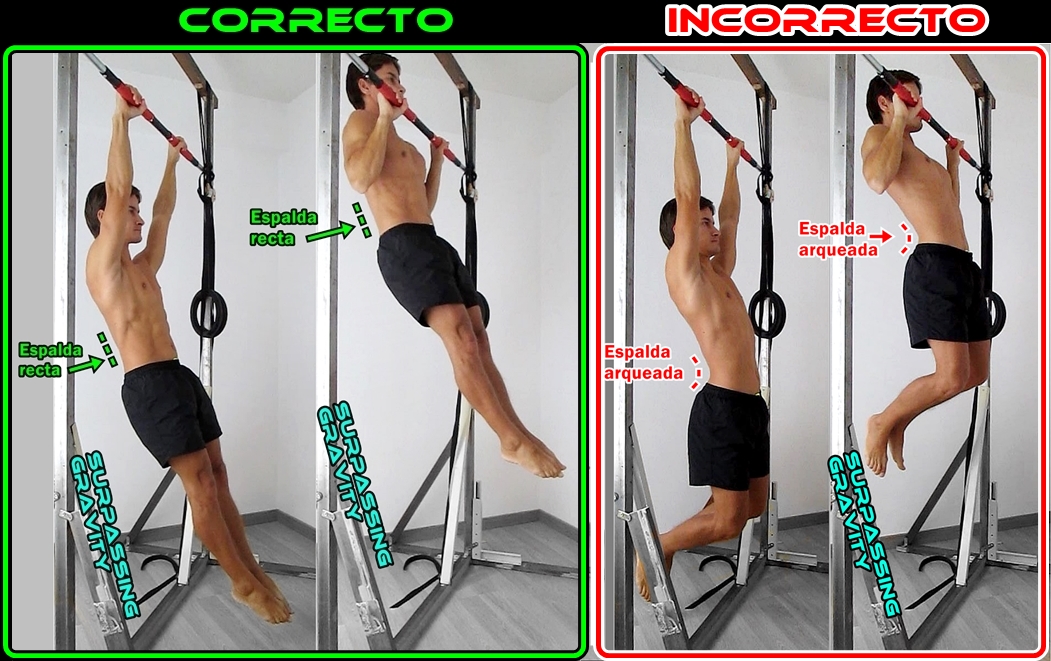 CORRECTO
INCORRECTO
Espalda
recta
Espalda
recta
SURPASSING
GRAVITY
SURPASSING
GRAVITY
Espalda
arqueada
Espalda
arqueada
SURPASSING
GRAVITY